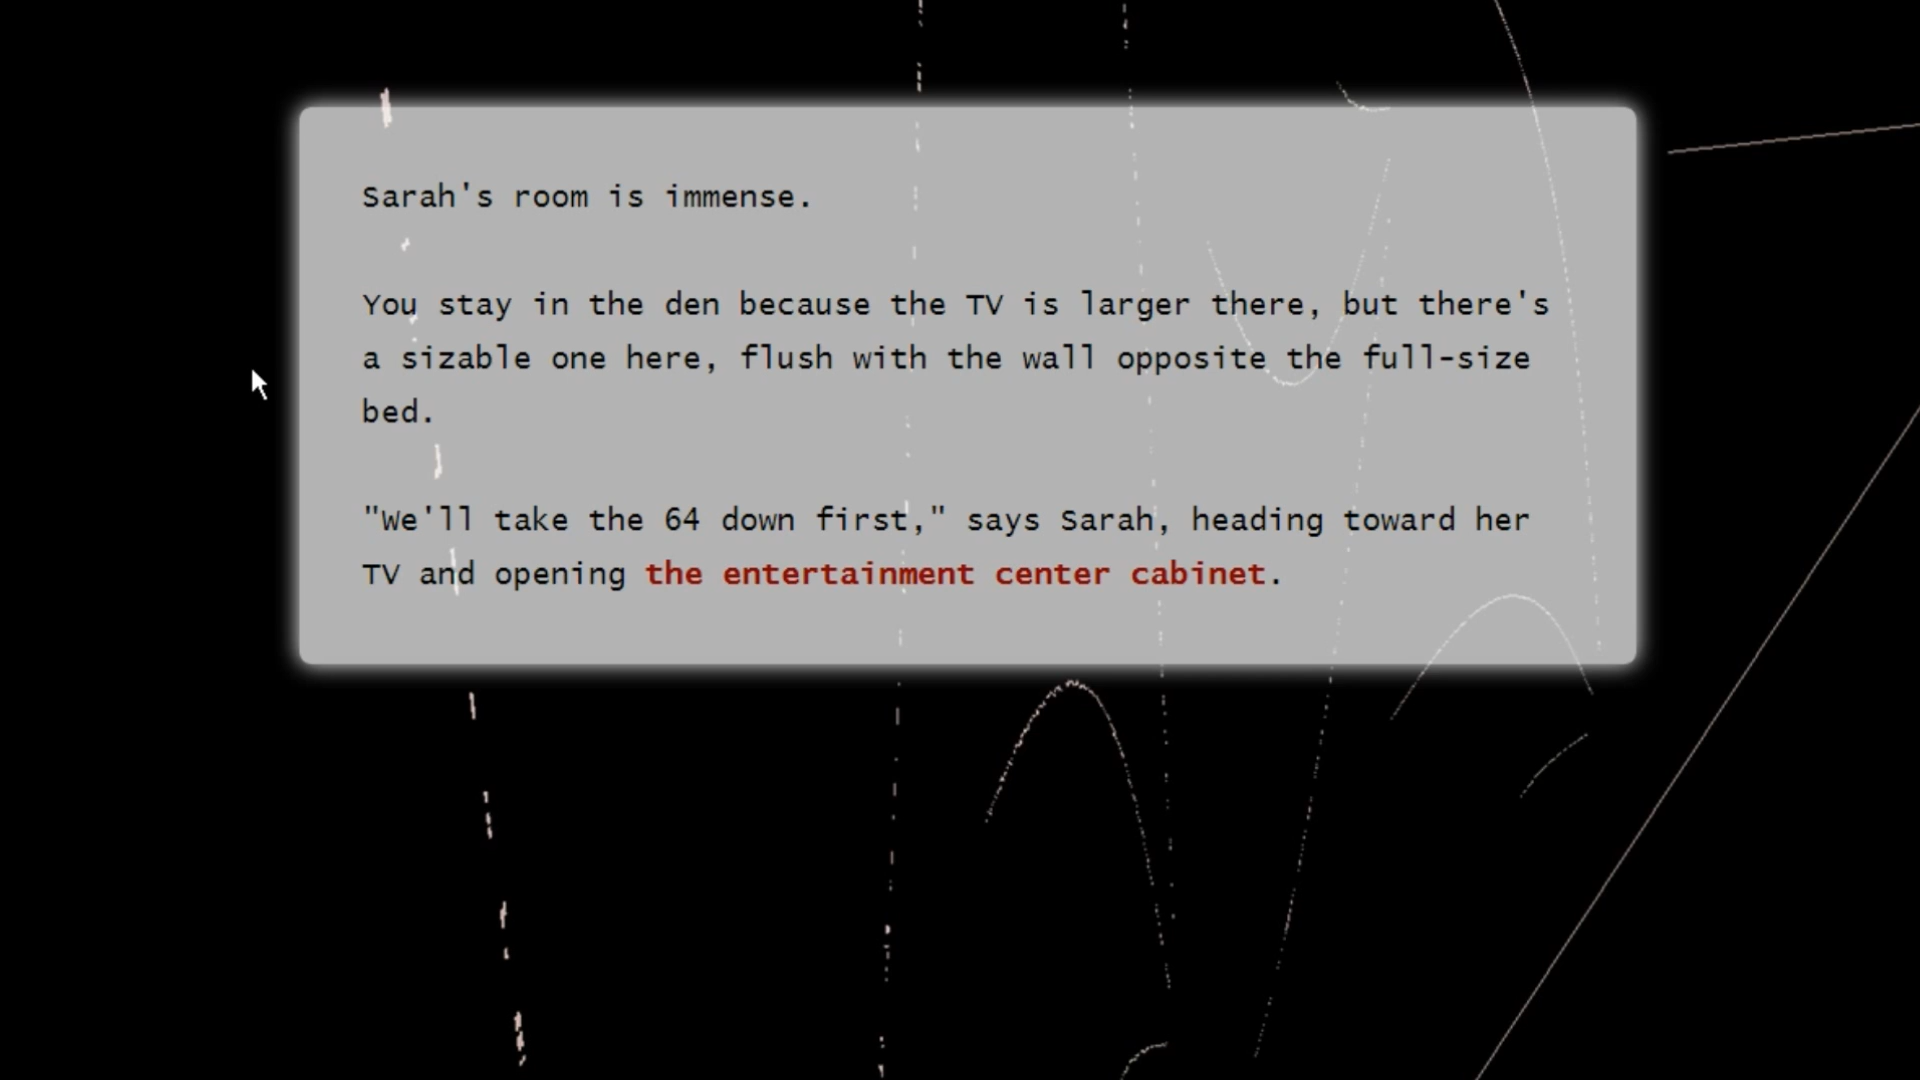 Sarah's room is immense.
You stay in the den because the TV is larger there, but there's
a sizable one here, flush with the wall opposite the full-size
bed.
"We'll take the 64 down first," says Sarah, heading toward her
TV and opening the entertainment center cabinet.